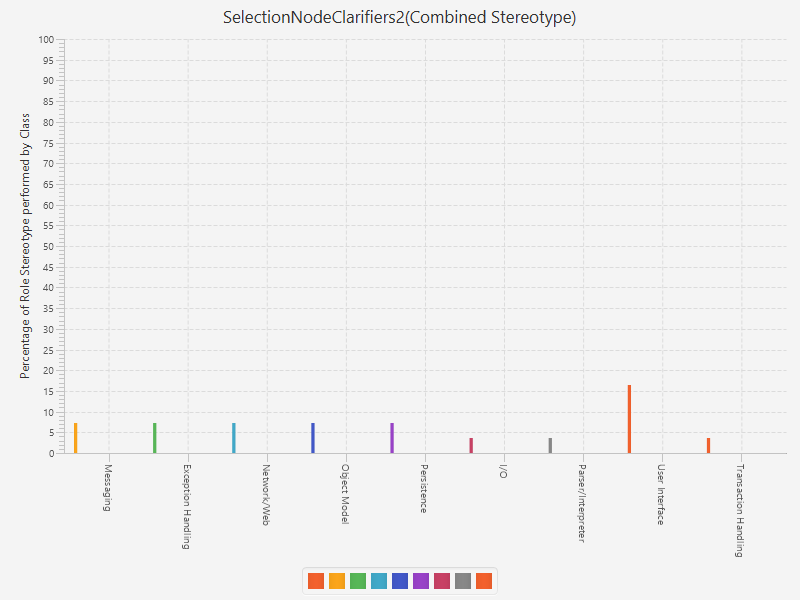 SelectionNodeClarifiers2(Combined Stereotype)
Percentage of Role Stereotype performed by Class
100
95
90
85
80
75
70
65
60
55
50
45
40
35
30
25
20
15
10
5
0
Messaging
Exception Handling
Network/Web
Object Model
Persistence
I/O
Parser/Interpreter
User Interface
Transaction Handling